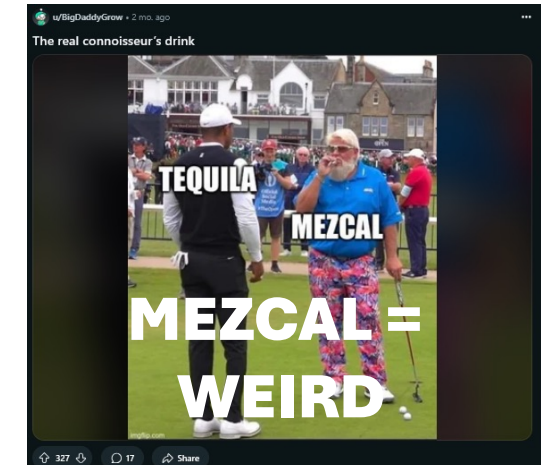 u/BigDaddyGrow • 2 mo. ago
The real connoisseur's drink
TEQUILA
MEZCAL
MEZCAL =
WEIRD
imgflip.com
327
17
Share